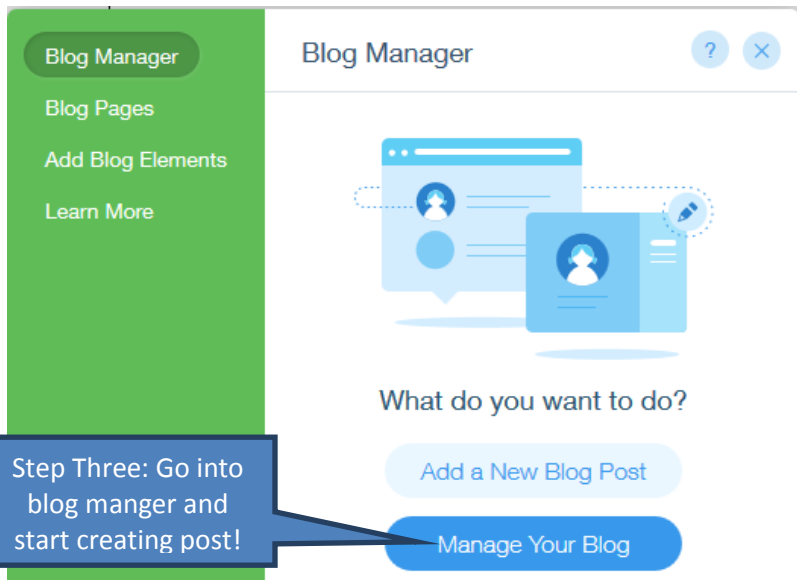 Blog Manager
Blog Pages
Add Blog Elements
Learn More
Blog Manager
?
What do you want to do?
Add a New Blog Post
Manage Your Blog
Step Three: Go into
blog manger and
start creating post!